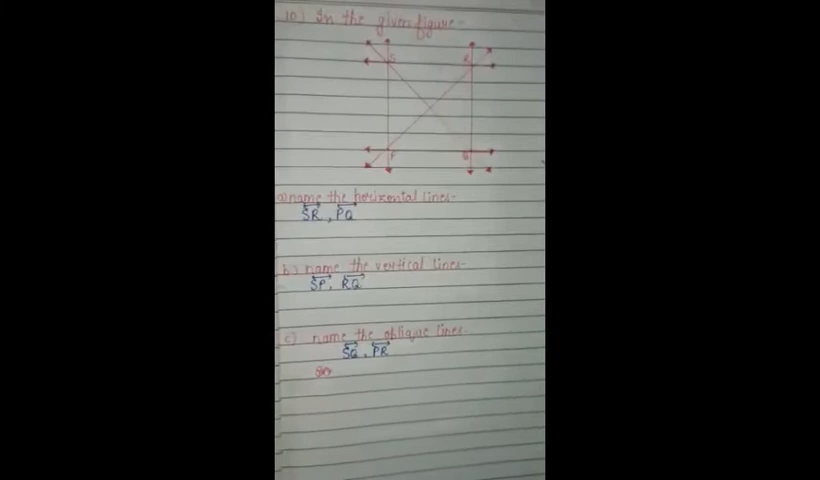 10) In the given figure-
S R
P Q
a) name the horizontal lines-
SR, PQ
b) name the vertical lines-
SP, RQ
c) name the oblique lines-
SQ, PR